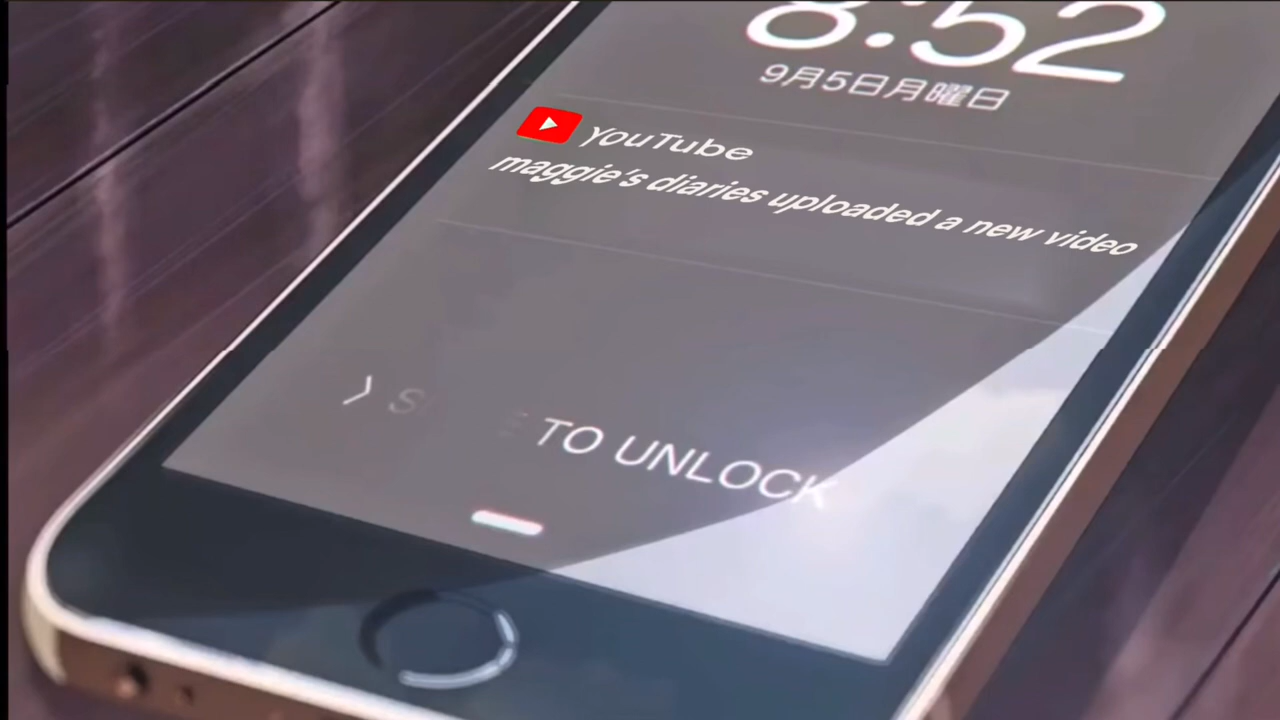 8:52
9月5日月曜日
YouTube
maggie's diaries uploaded a new video
TO UNLOCK